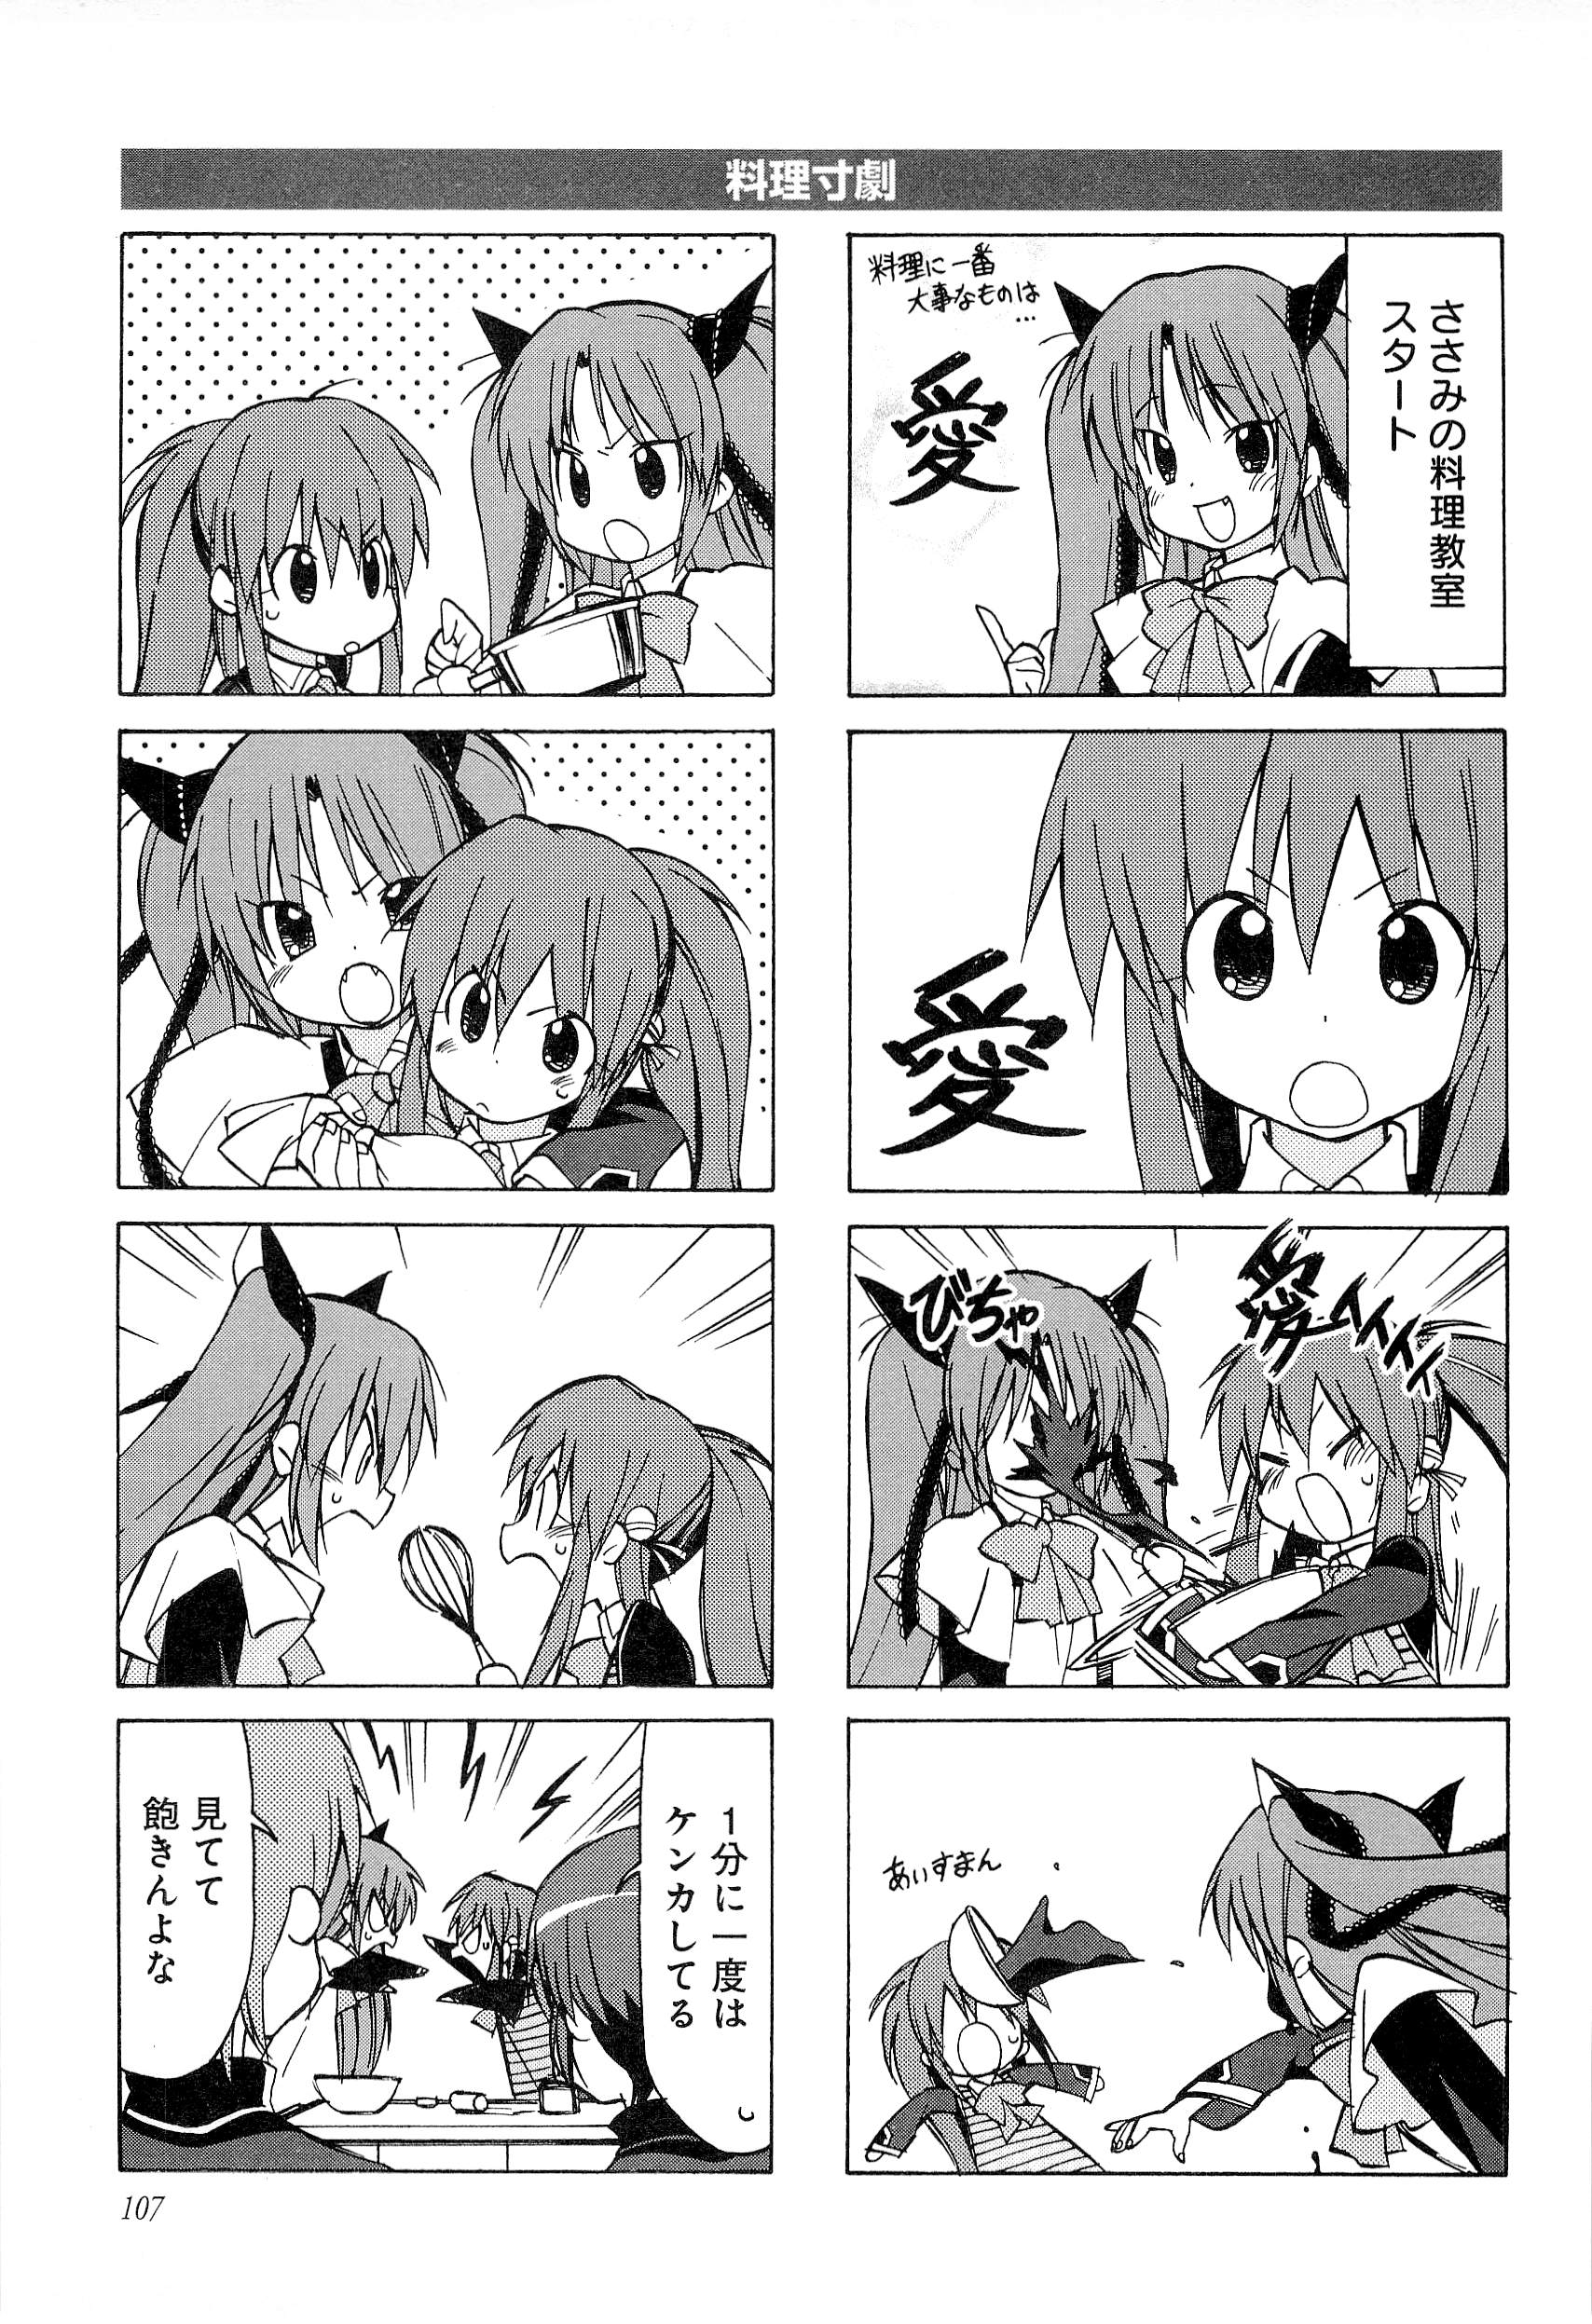 料理寸劇
ささみの料理教室
スタート
料理に一番
大事なものは
…
愛
愛
愛イイイイ
びちゃ
あいすまん
1分に一度は
ケンカしてる
見てて
飽きんよな
107